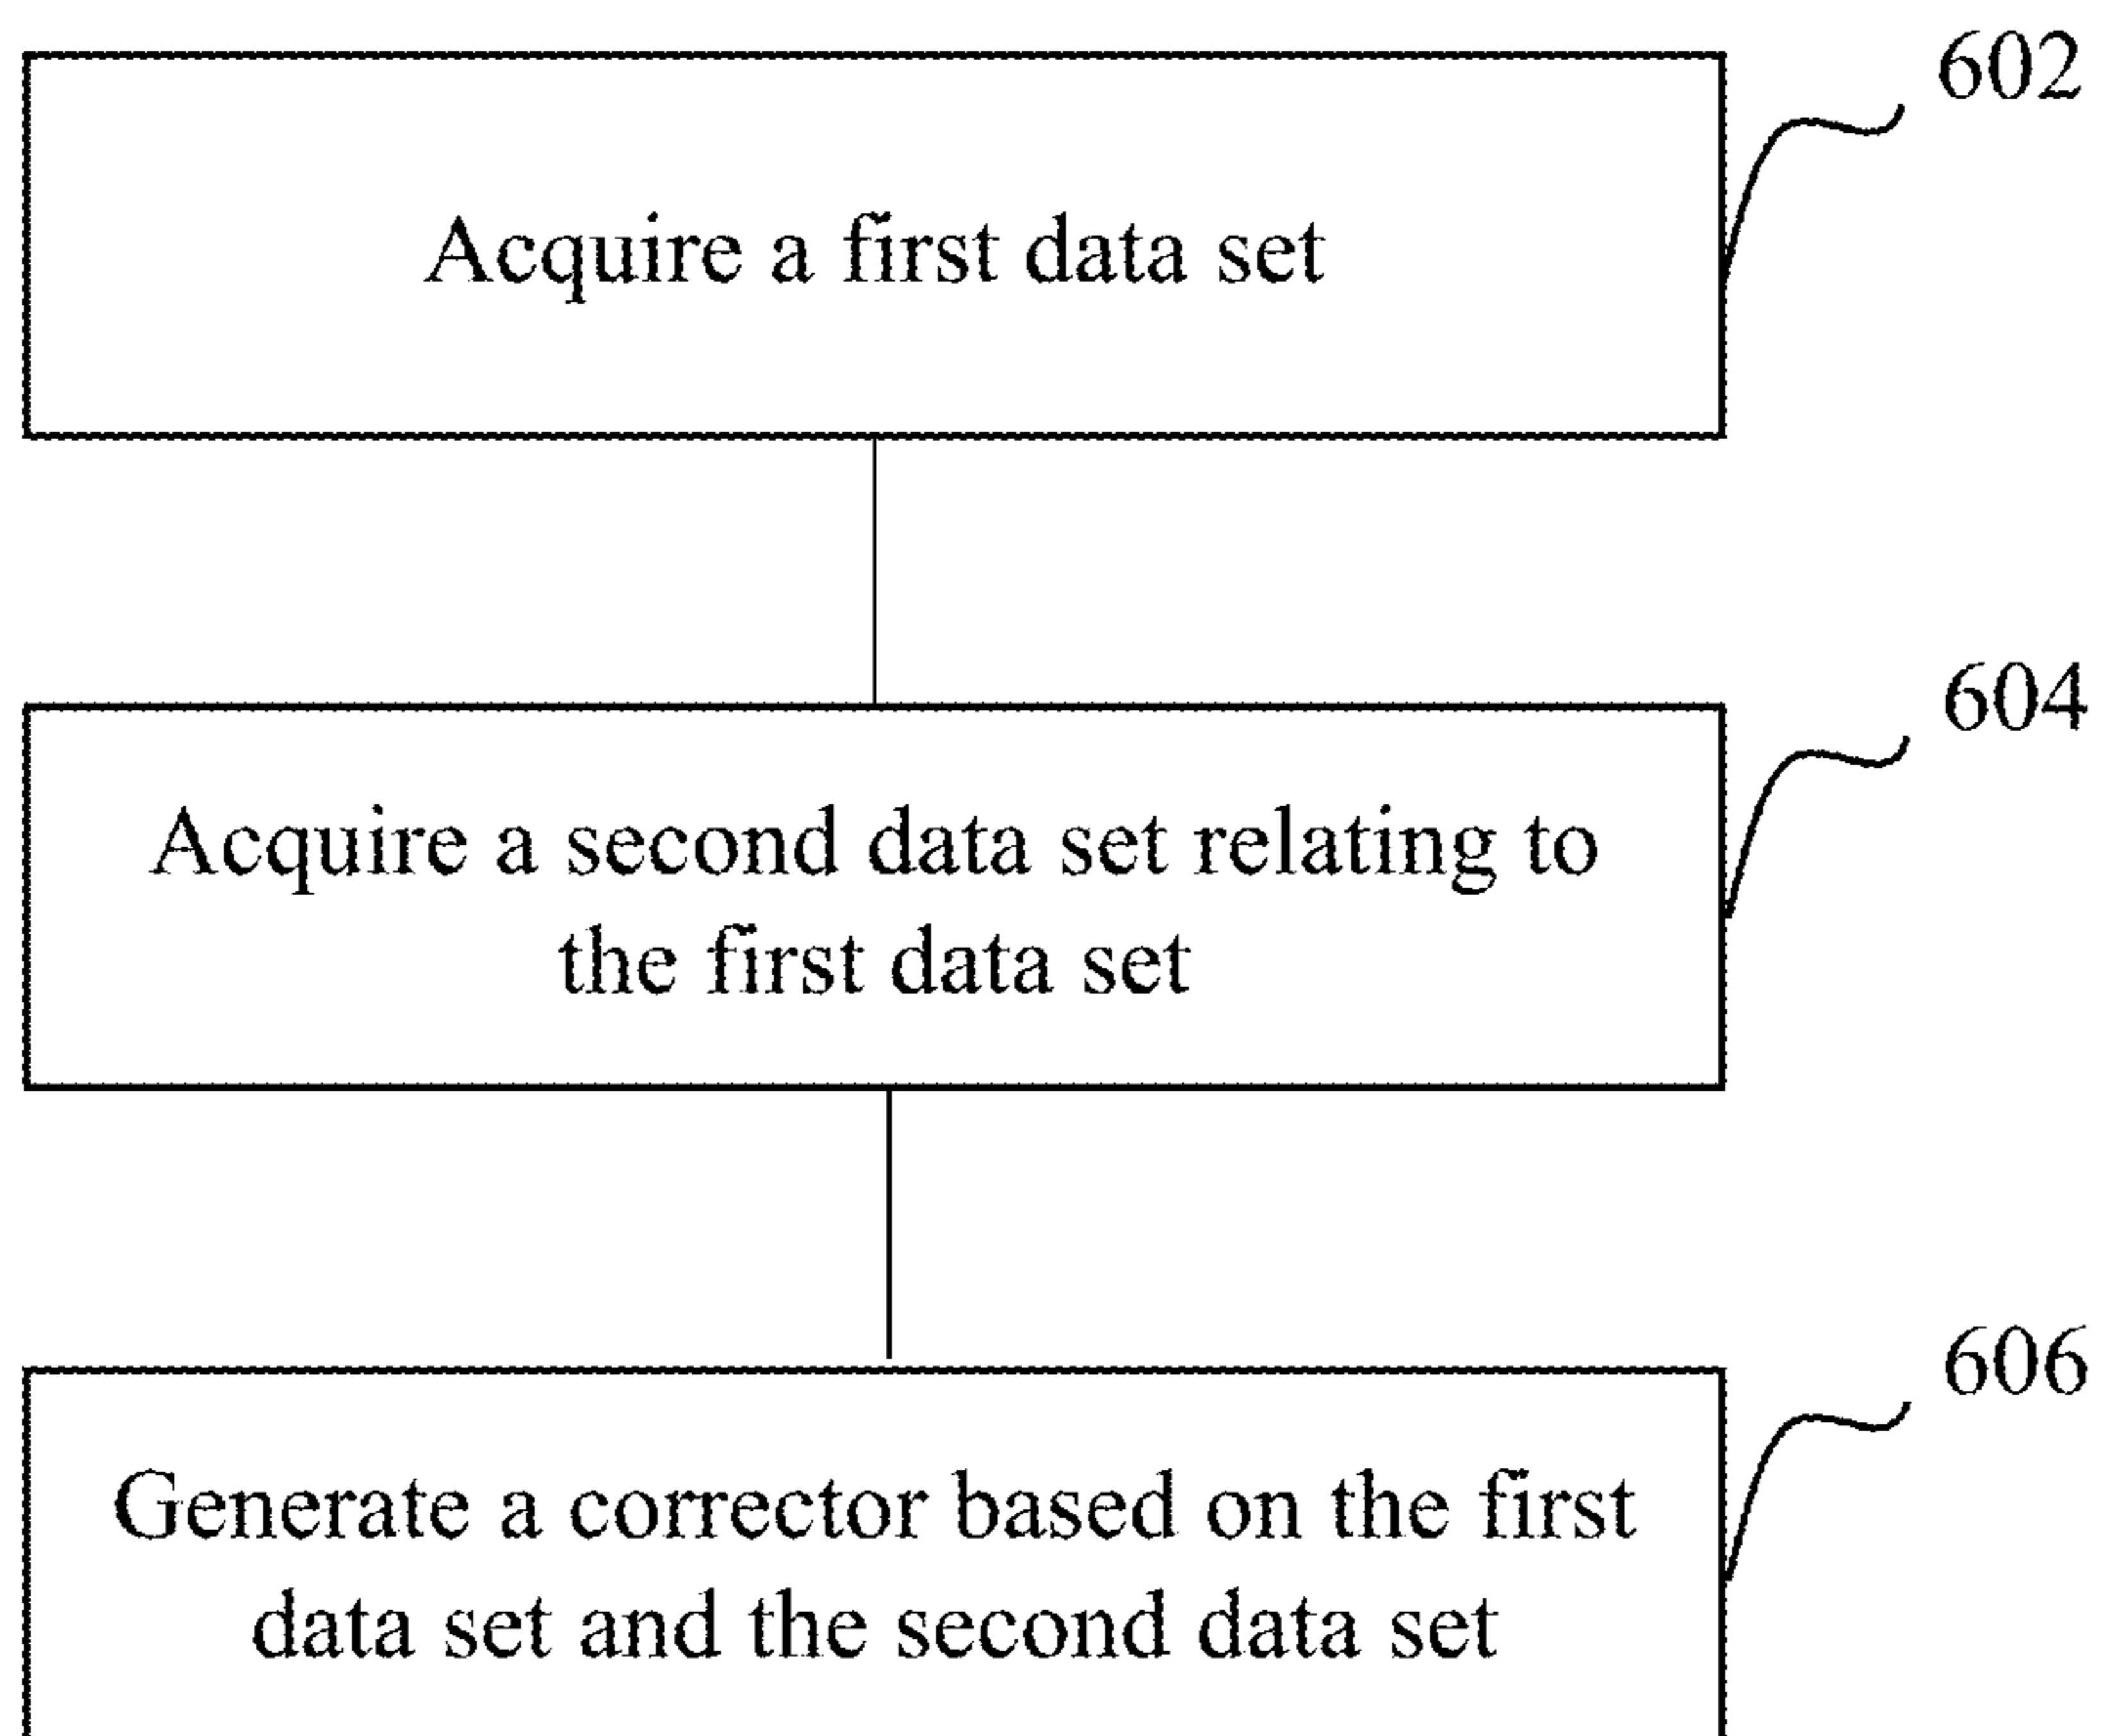 602
Acquire a first data set
604
Acquire a second data set relating to
the first data set
606
Generate a corrector based on the first
data set and the second data set